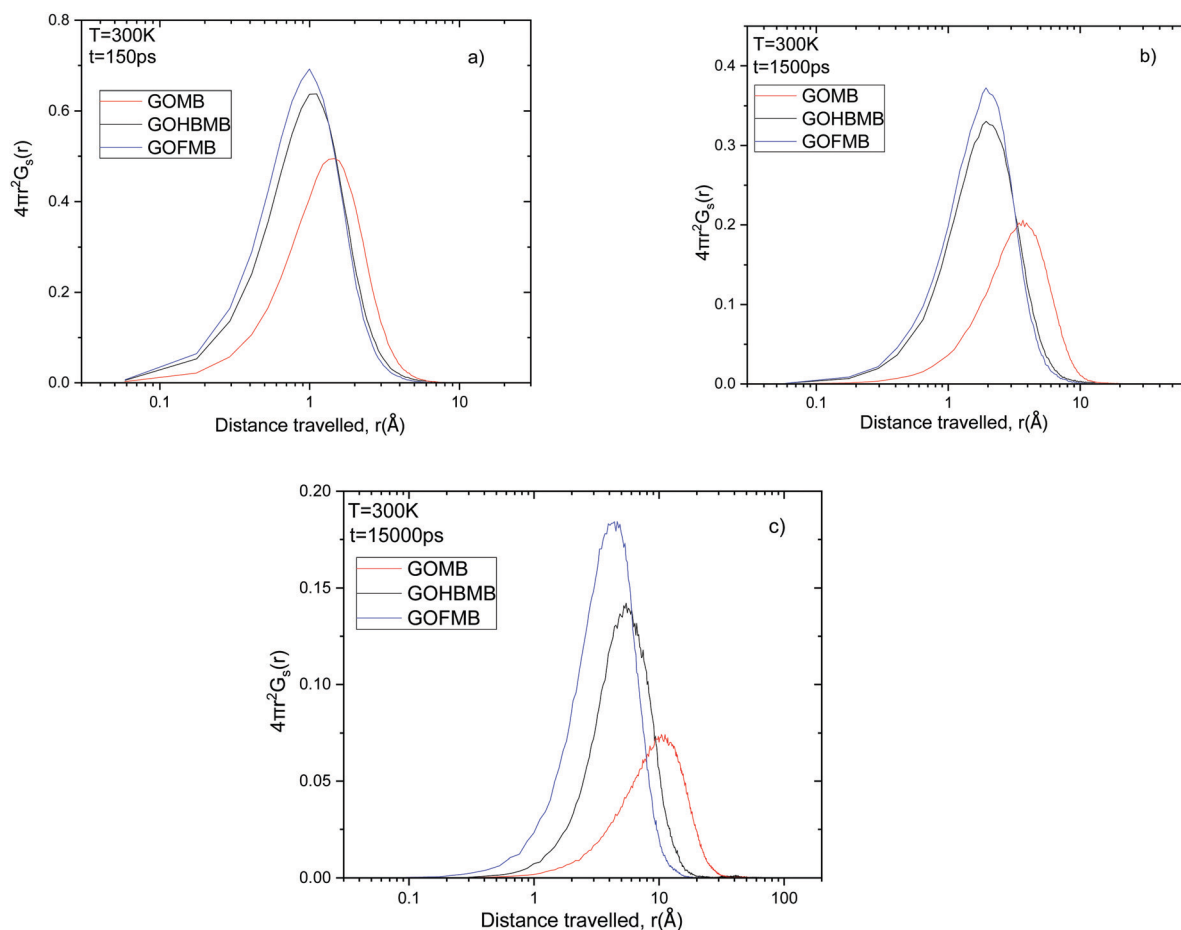 T=300K
t=150ps
a)
GOMB
GOHBMB
GOFMB
0.8
0.6
0.4
0.2
0.0
4πr²Gₛ(r)
0.1
1
10
Distance travelled, r(Å)
T=300K
t=1500ps
b)
GOMB
GOHBMB
GOFMB
0.4
0.3
0.2
0.1
0.0
4πr²Gₛ(r)
0.1
1
10
Distance travelled, r(Å)
T=300K
t=15000ps
c)
GOMB
GOHBMB
GOFMB
0.20
0.15
0.10
0.05
0.00
4πr²Gₛ(r)
0.1
1
10
100
Distance travelled, r(Å)